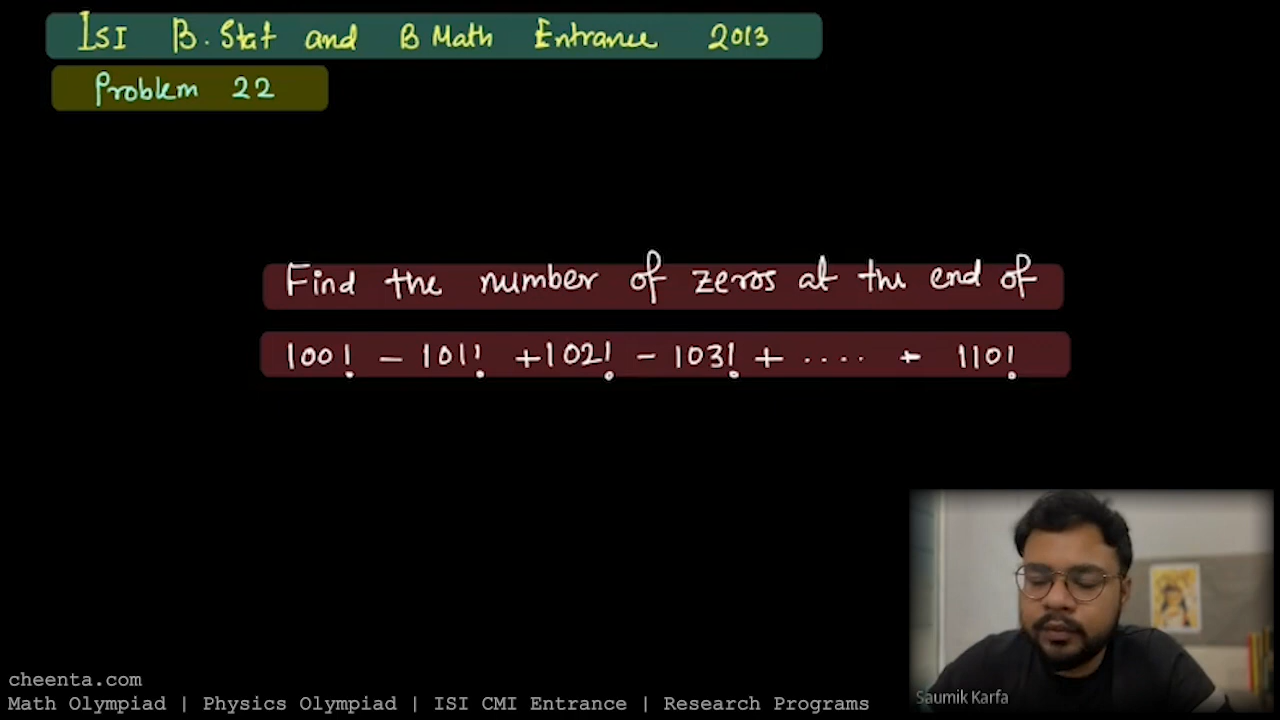 ISI B.Stat and B Math Entrance 2013
Problem 22
Find the number of zeros at the end of
100! - 101! + 102! - 103! + .... + 110!
Saumik Karfa
cheenta.com
Math Olympiad | Physics Olympiad | ISI CMI Entrance | Research Programs